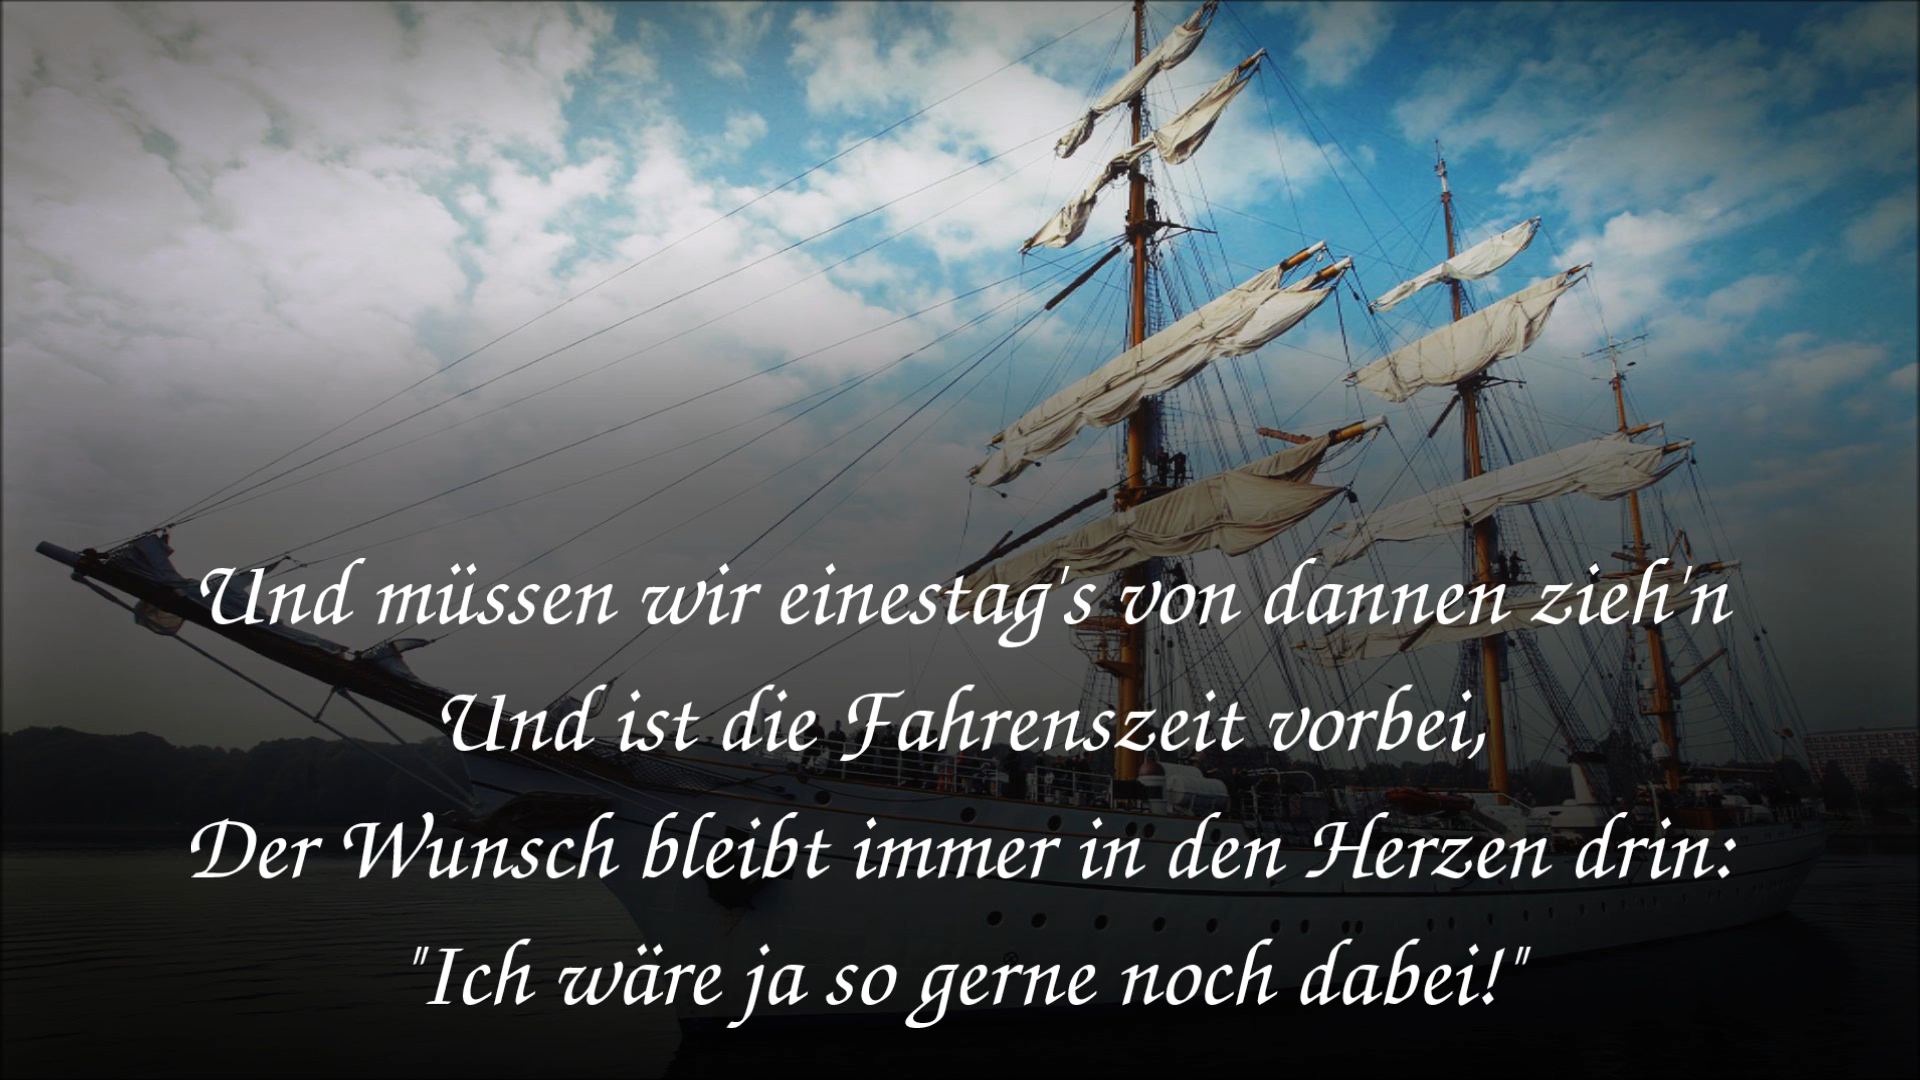 Und müssen wir einestag's von dannen zieh'n
Und ist die Fahrenszeit vorbei,
Der Wunsch bleibt immer in den Herzen drin:
"Ich wäre ja so gerne noch dabei!"